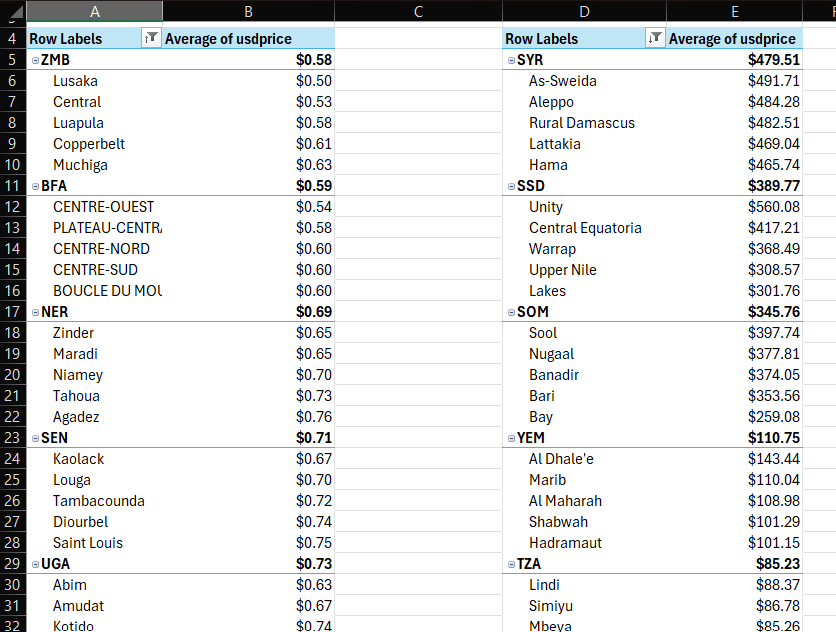 A B C D E
4 Row Labels Average of usdprice Row Labels Average of usdprice
5 ZMB $0.58 SYR $479.51
6 Lusaka $0.50 As-Sweida $491.71
7 Central $0.53 Aleppo $484.28
8 Luapula $0.58 Rural Damascus $482.51
9 Copperbelt $0.61 Lattakia $469.04
10 Muchiga $0.63 Hama $465.74
11 BFA $0.59 SSD $389.77
12 CENTRE-OUEST $0.54 Unity $560.08
13 PLATEAU-CENTRA $0.58 Central Equatoria $417.21
14 CENTRE-NORD $0.60 Warrap $368.49
15 CENTRE-SUD $0.60 Upper Nile $308.57
16 BOUCLE DU MOU $0.60 Lakes $301.76
17 NER $0.69 SOM $345.76
18 Zinder $0.65 Sool $397.74
19 Maradi $0.65 Nugaal $377.81
20 Niamey $0.70 Banadir $374.05
21 Tahoua $0.73 Bari $353.56
22 Agadez $0.76 Bay $259.08
23 SEN $0.71 YEM $110.75
24 Kaolack $0.67 Al Dhale'e $143.44
25 Louga $0.70 Marib $110.04
26 Tambacounda $0.72 Al Maharah $108.98
27 Diourbel $0.74 Shabwah $101.29
28 Saint Louis $0.75 Hadramaut $101.15
29 UGA $0.73 TZA $85.23
30 Abim $0.63 Lindi $88.37
31 Amudat $0.67 Simiyu $86.78
32 Kotido $0.74 Mbeya $85.26